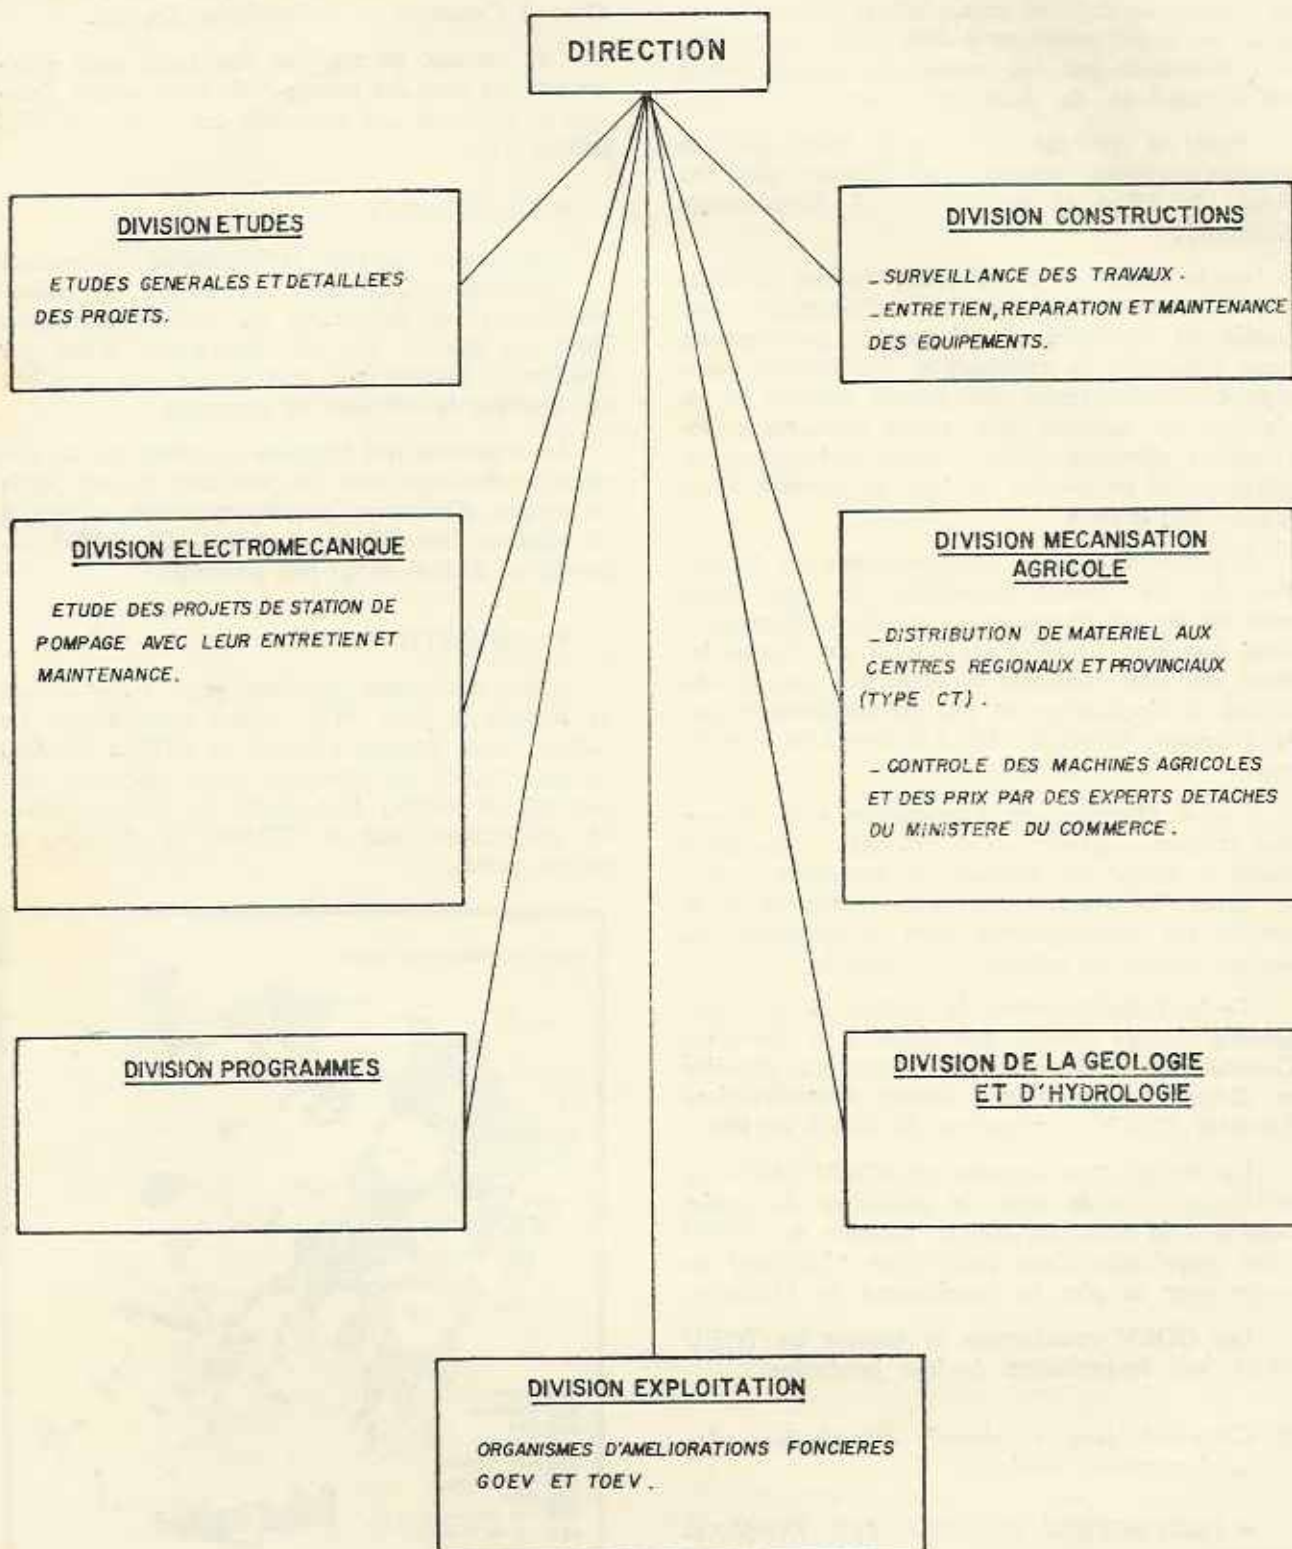 DIRECTION
DIVISION ETUDES
ETUDES GENERALES ET DETAILLEES
DES PROJETS.
DIVISION CONSTRUCTIONS
_ SURVEILLANCE DES TRAVAUX.
_ ENTRETIEN, REPARATION ET MAINTENANCE
DES EQUIPEMENTS.
DIVISION ELECTROMECANIQUE
ETUDE DES PROJETS DE STATION DE
POMPAGE AVEC LEUR ENTRETIEN ET
MAINTENANCE.
DIVISION MECANISATION
AGRICOLE
_ DISTRIBUTION DE MATERIEL AUX
CENTRES REGIONAUX ET PROVINCIAUX
(TYPE CT).
_ CONTROLE DES MACHINES AGRICOLES
ET DES PRIX PAR DES EXPERTS DETACHES
DU MINISTERE DU COMMERCE.
DIVISION PROGRAMMES
DIVISION DE LA GEOLOGIE
ET D'HYDROLOGIE
DIVISION EXPLOITATION
ORGANISMES D'AMELIORATIONS FONCIERES
GOEV ET TOEV.